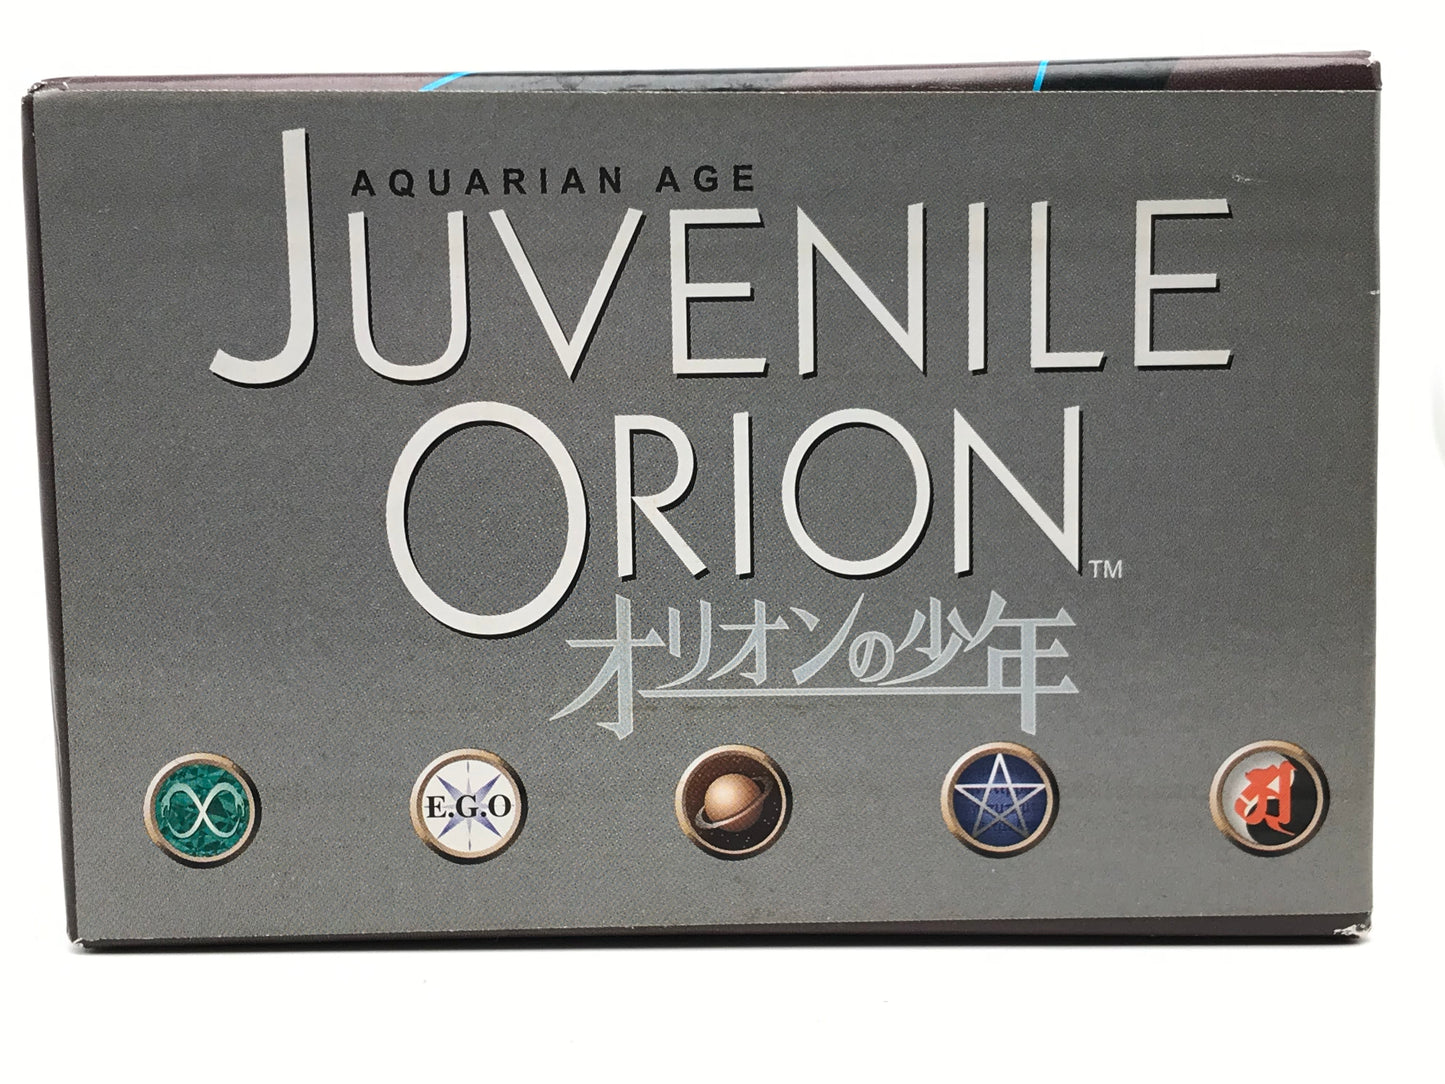 AQUARIAN AGE
JUVENILE
ORION TM
オリオンの少年
E.G.O